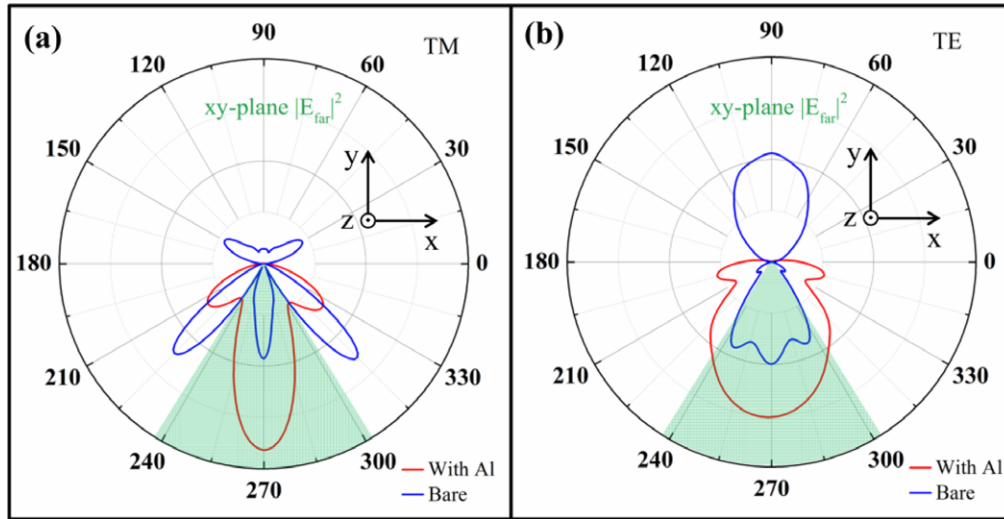 (a)
TM
90
120
60
xy-plane |E_far|^2
150
30
y
z
x
180
0
210
330
240
300
270
With Al
Bare
(b)
TE
90
120
60
xy-plane |E_far|^2
150
30
y
z
x
180
0
210
330
240
300
270
With Al
Bare